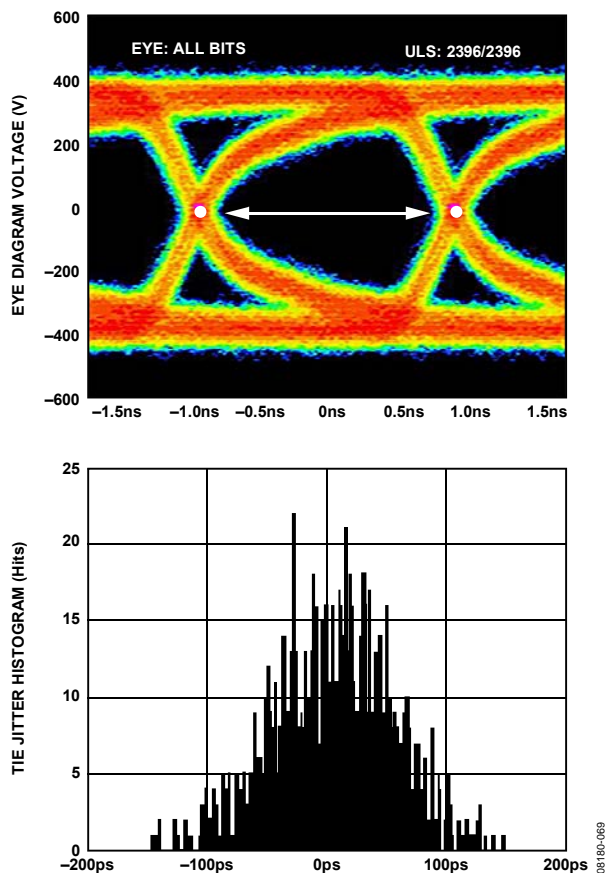 600
EYE: ALL BITS
ULS: 2396/2396
400
200
0
–200
–400
–600
EYE DIAGRAM VOLTAGE (V)
–1.5ns –1.0ns –0.5ns 0ns 0.5ns 1.0ns 1.5ns
25
20
15
10
5
0
TIE JITTER HISTOGRAM (Hits)
–200ps –100ps 0ps 100ps 200ps
08180-069